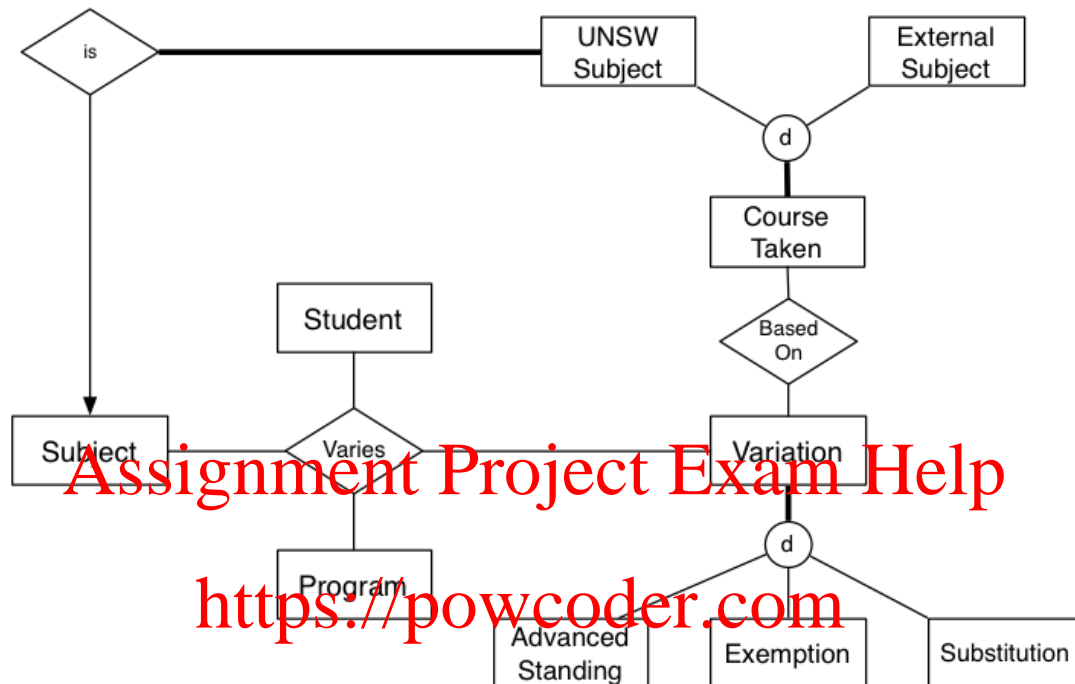 is
UNSW
Subject
External
Subject
d
Course
Taken
Student
Based
On
Subject
Varies
Variation
Assignment Project Exam Help
d
Program
https://powcoder.com
Advanced
Standing
Exemption
Substitution